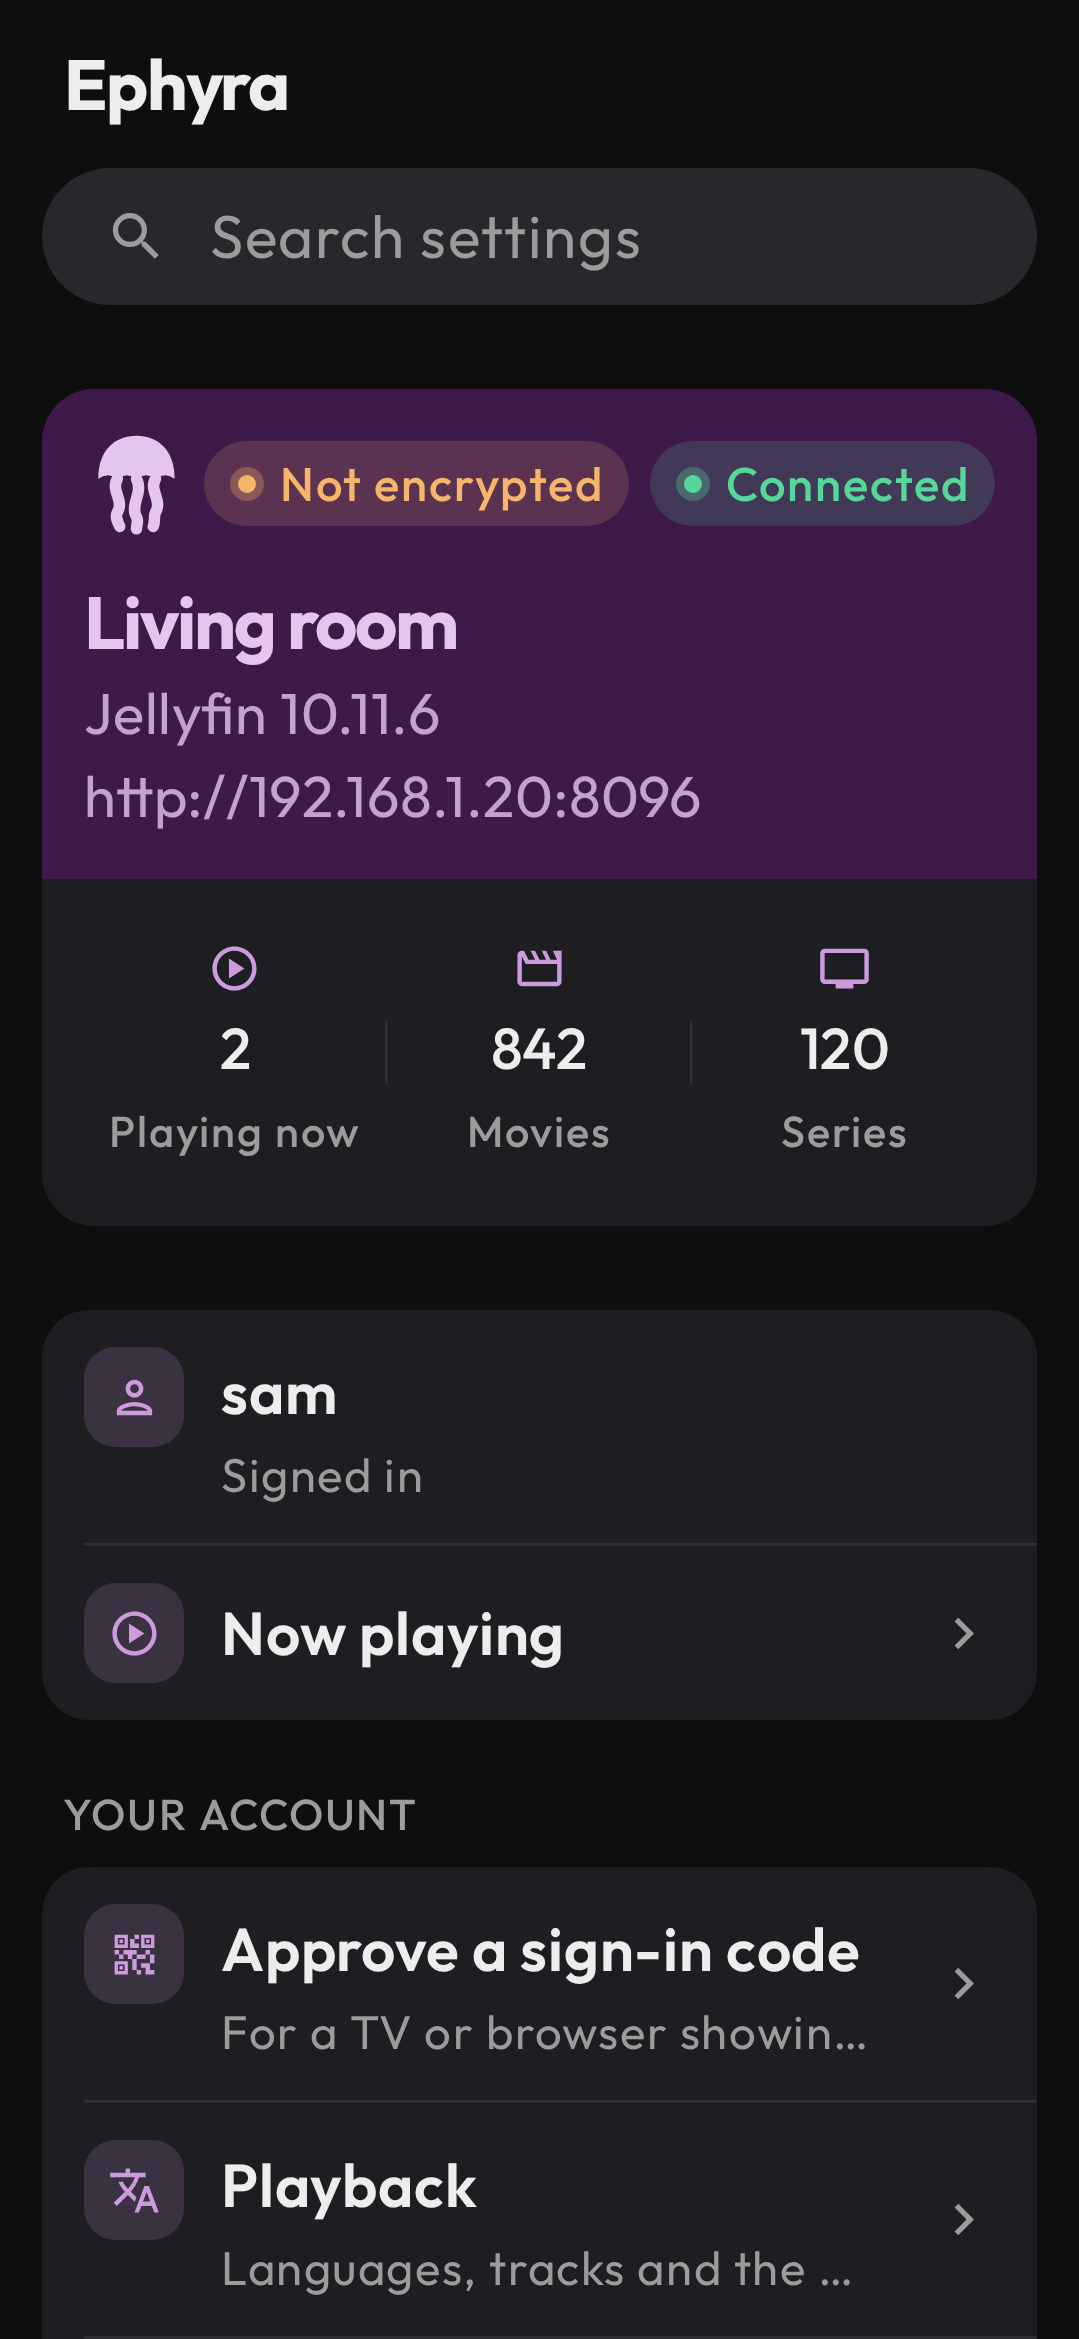 Ephyra
Search settings
Not encrypted
Connected
Living room
Jellyfin 10.11.6
http://192.168.1.20:8096
2
842
120
Playing now
Movies
Series
sam
Signed in
Now playing
YOUR ACCOUNT
Approve a sign-in code
For a TV or browser showin...
Playback
Languages, tracks and the ...